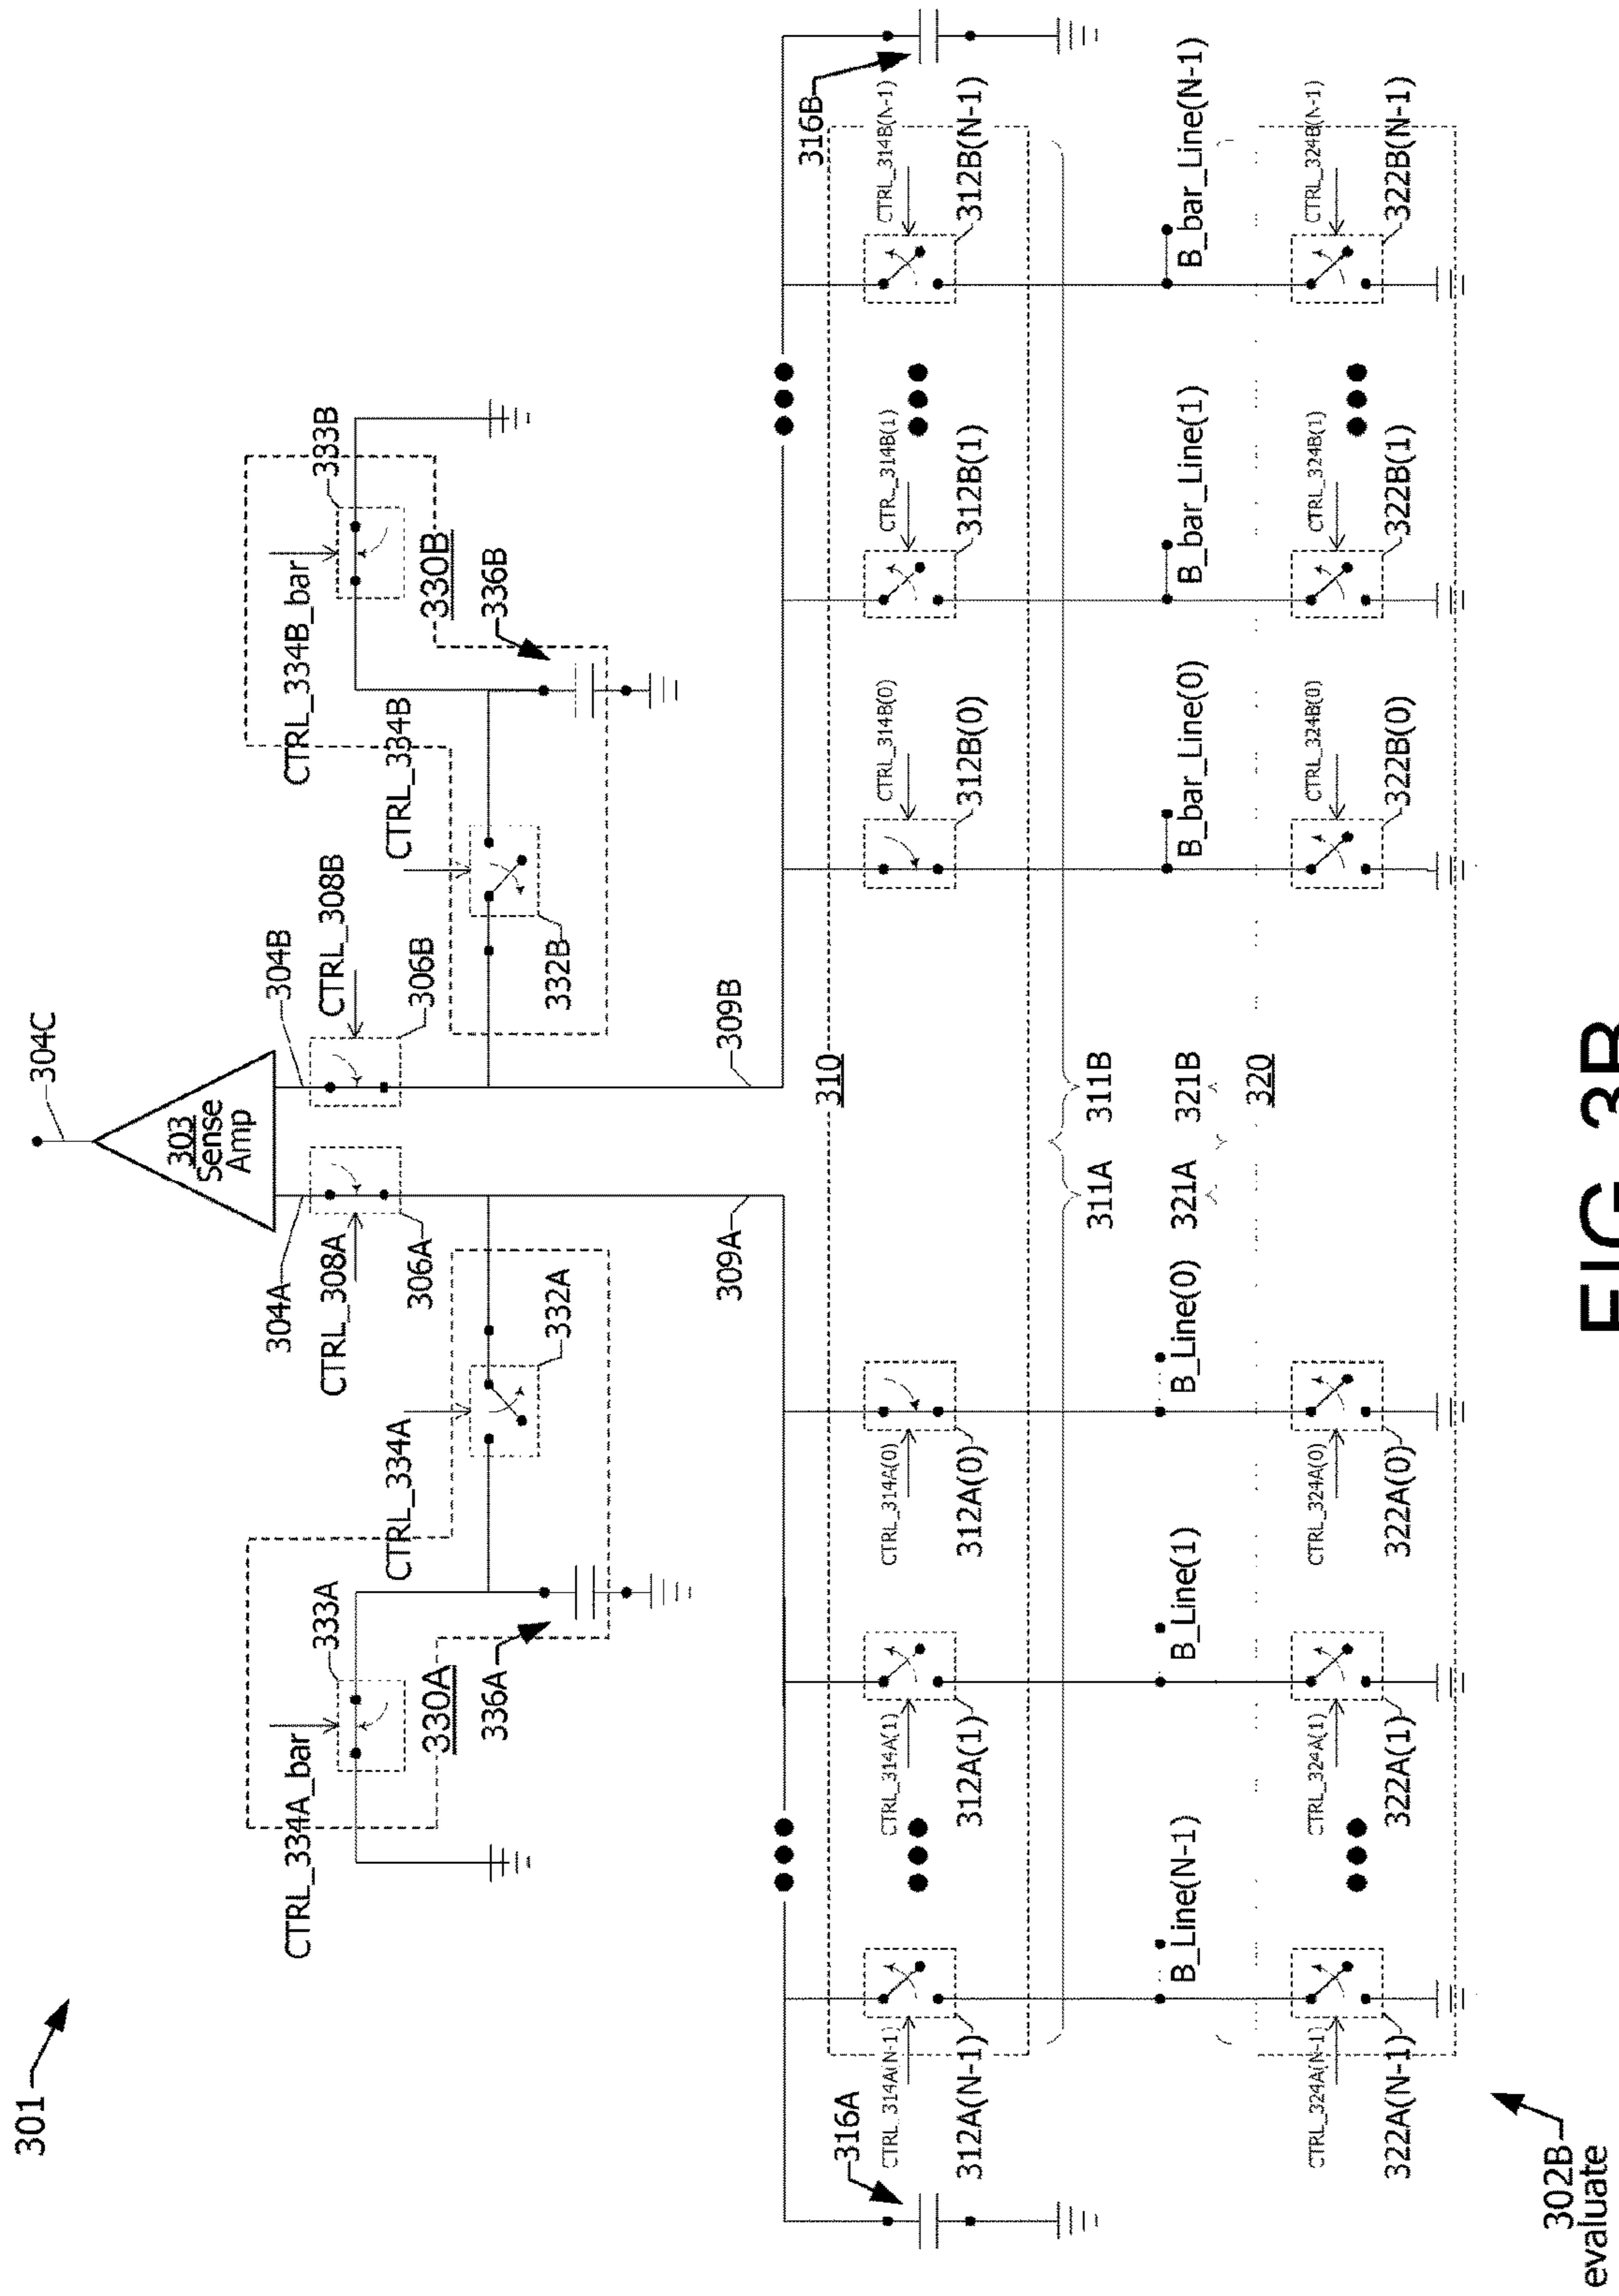 301
304C
303
Sense
Amp
304A
304B
CTRL_308A
CTRL_308B
306A
306B
CTRL_334A_bar
333A
CTRL_334B_bar
333B
CTRL_334A
CTRL_334B
330A
330B
336A
336B
332A
332B
309A
309B
316A
316B
310
CTRL_314A(N-1)
CTRL_314A(1)
CTRL_314A(0)
CTRL_314B(0)
CTRL_314B(1)
CTRL_314B(N-1)
312A(N-1)
312A(1)
312A(0)
312B(0)
312B(1)
312B(N-1)
311A
311B
B_Line(N-1)
B_Line(1)
B_Line(0)
321A
321B
B_bar_Line(0)
B_bar_Line(1)
B_bar_Line(N-1)
320
CTRL_324A(N-1)
CTRL_324A(1)
CTRL_324A(0)
CTRL_324B(0)
CTRL_324B(1)
CTRL_324B(N-1)
322A(N-1)
322A(1)
322A(0)
322B(0)
322B(1)
322B(N-1)
302B
evaluate
FIG 3B